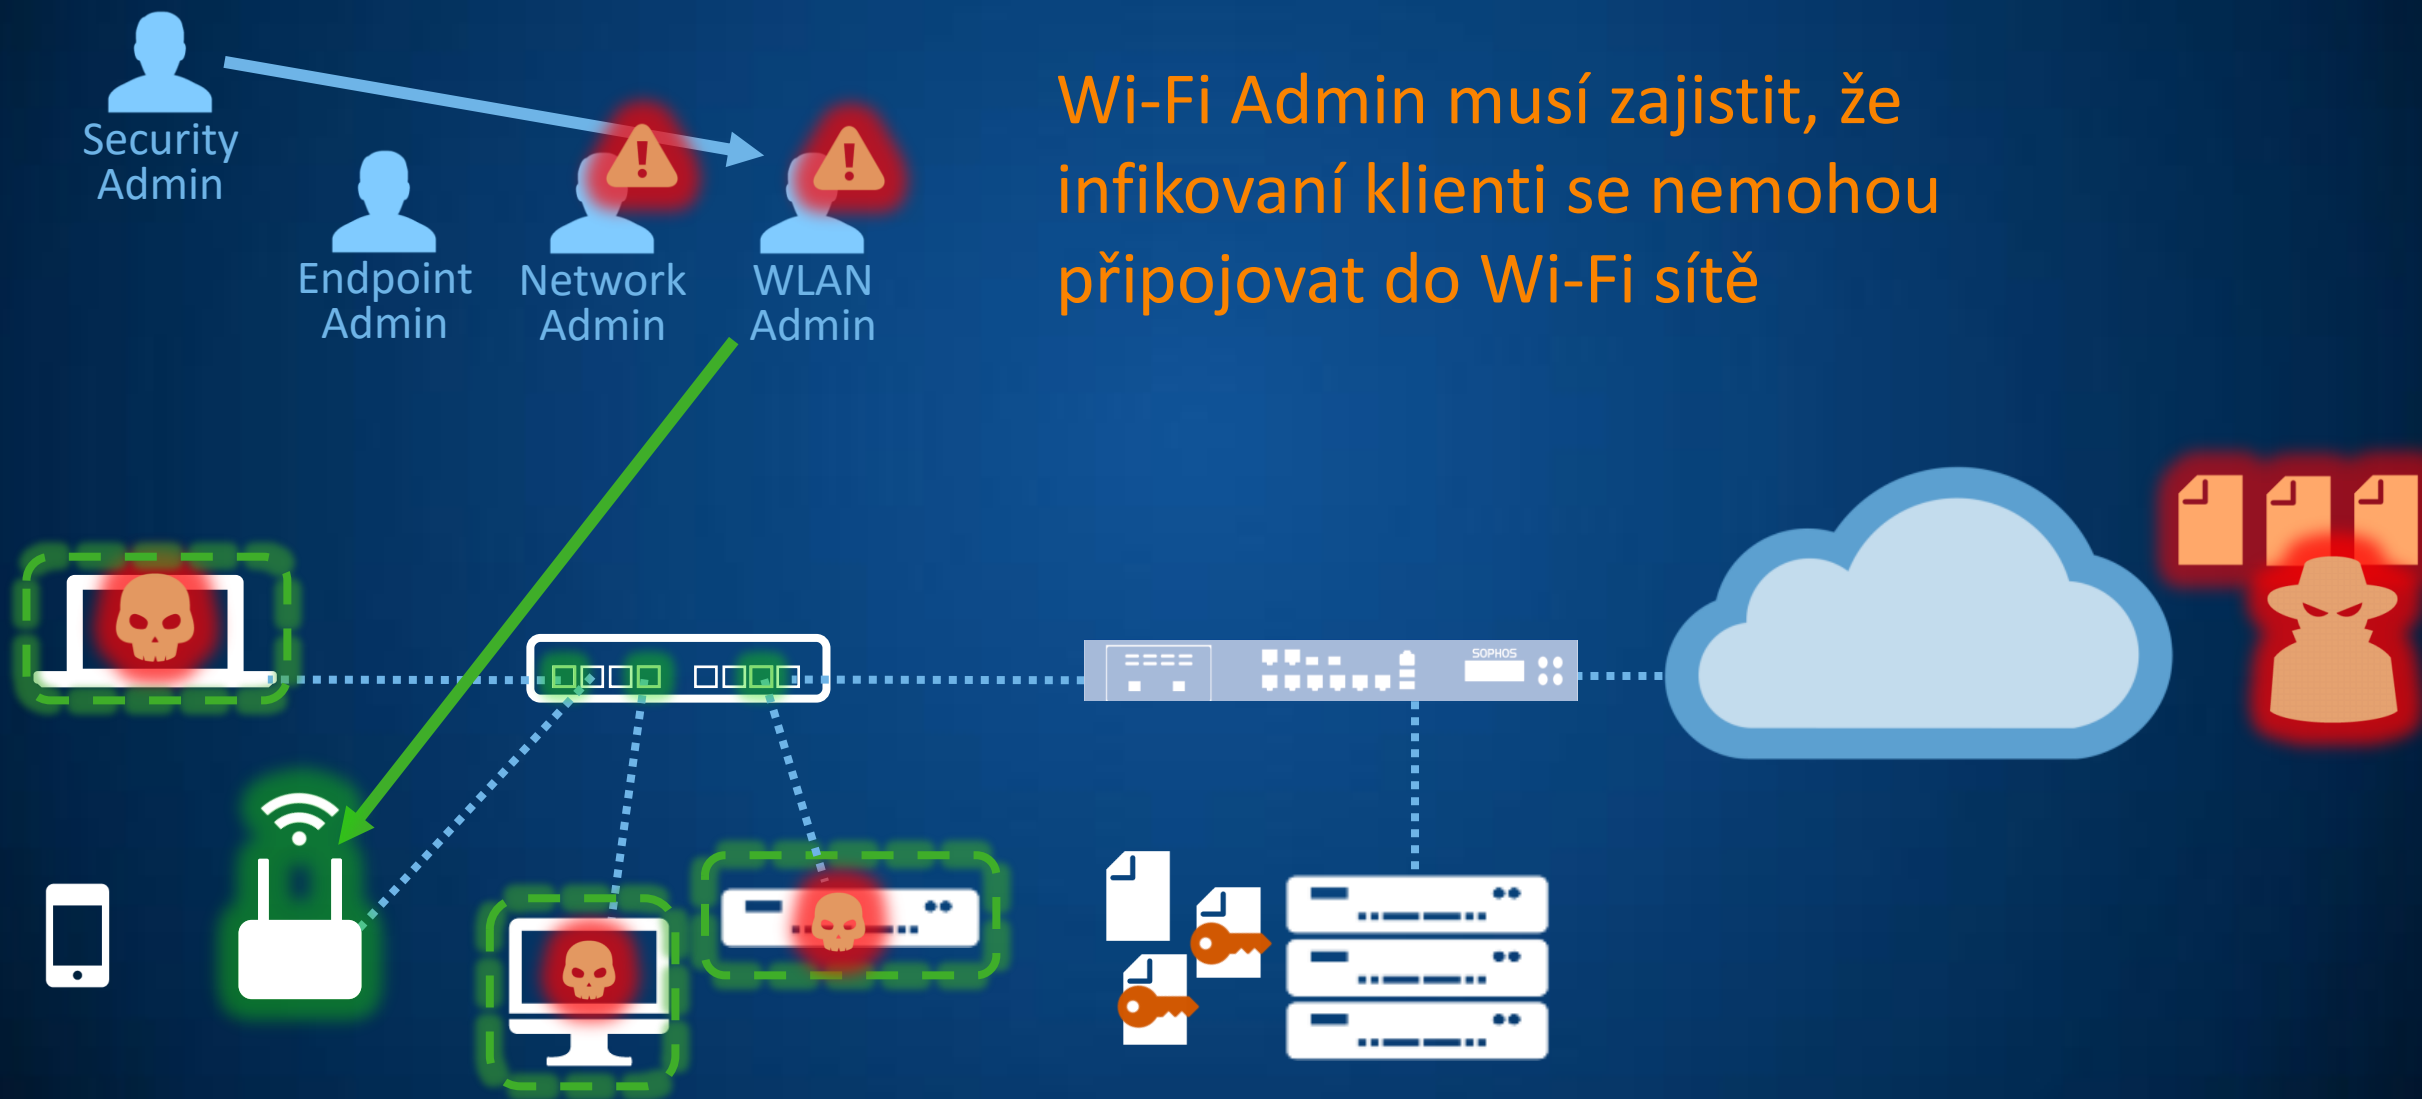 Security
Admin
Endpoint
Admin
Network
Admin
WLAN
Admin
Wi-Fi Admin musí zajistit, že
infikovaní klienti se nemohou
připojovat do Wi-Fi sítě
SOPHOS